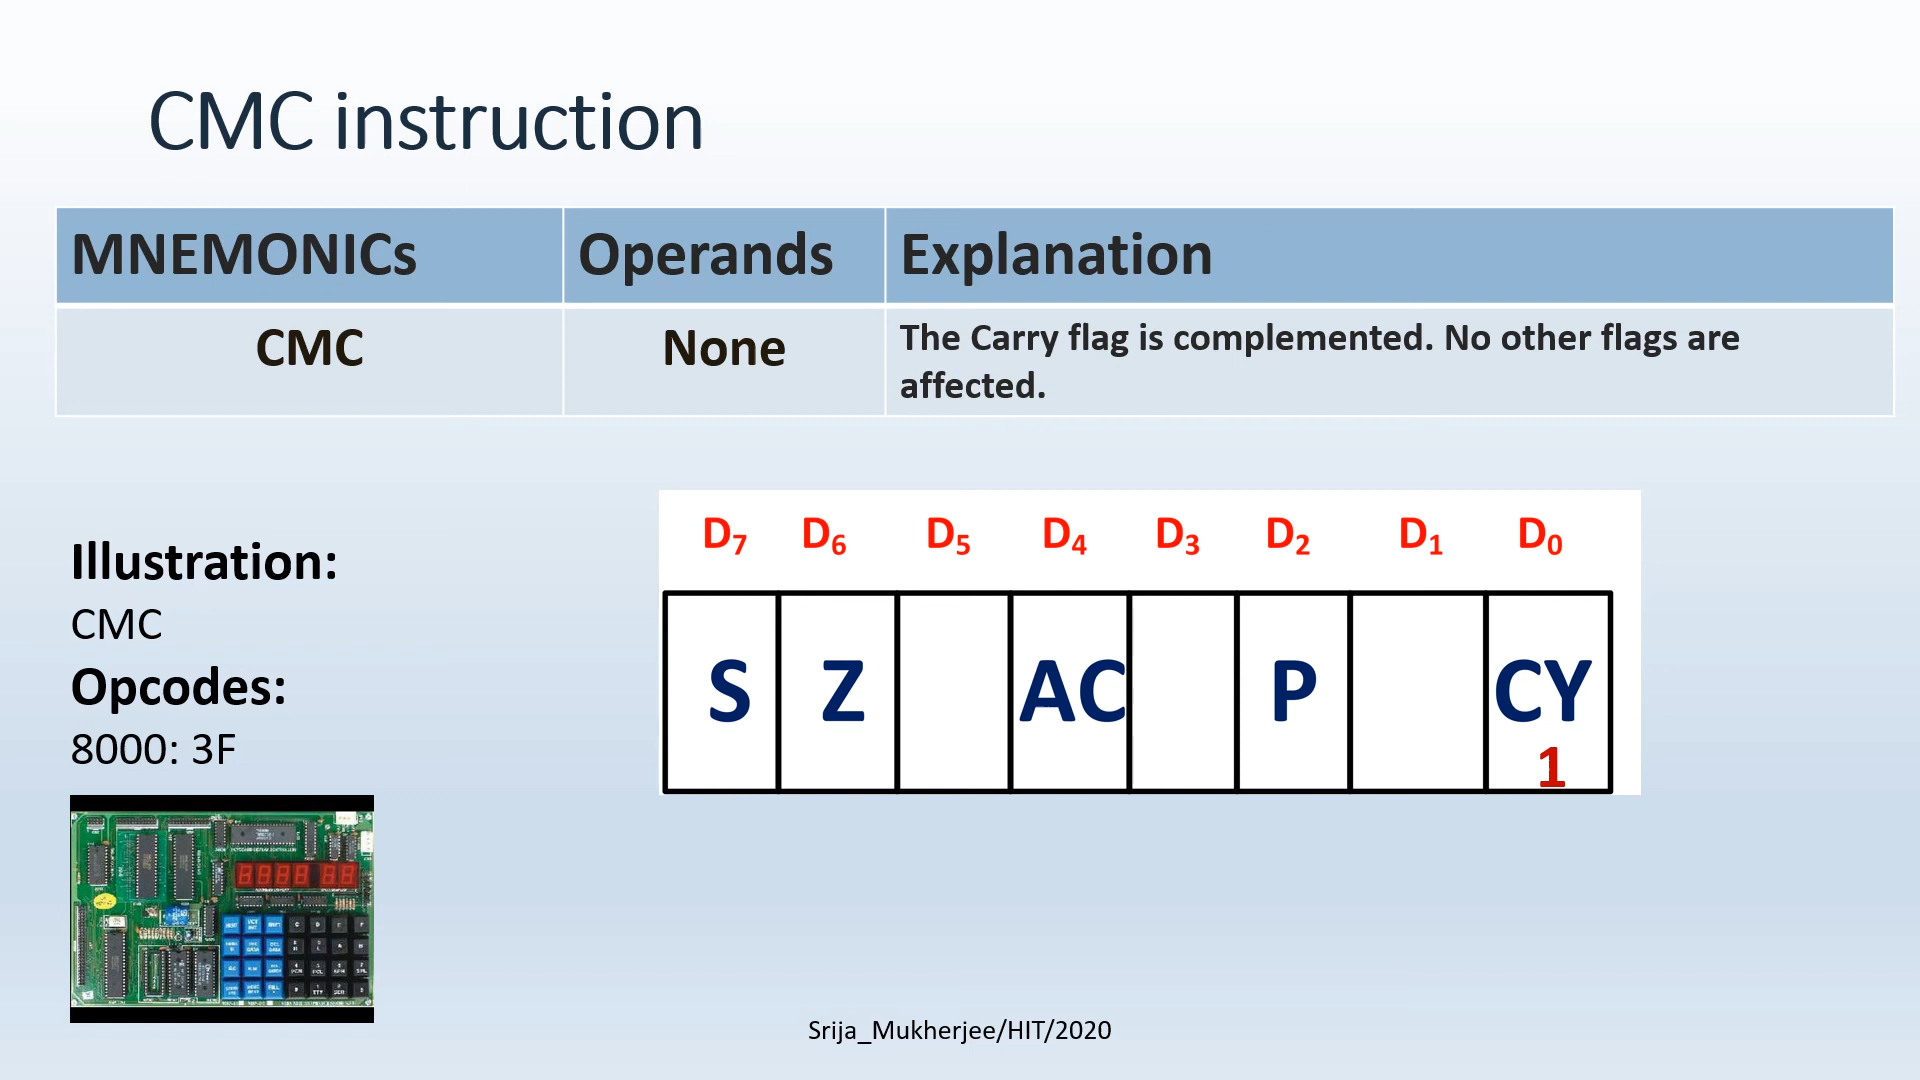 CMC instruction
MNEMONICs Operands Explanation
CMC None The Carry flag is complemented. No other flags are
affected.
Illustration:
CMC
Opcodes:
8000: 3F
D7 D6 D5 D4 D3 D2 D1 D0
S Z AC P CY
1
Srija_Mukherjee/HIT/2020